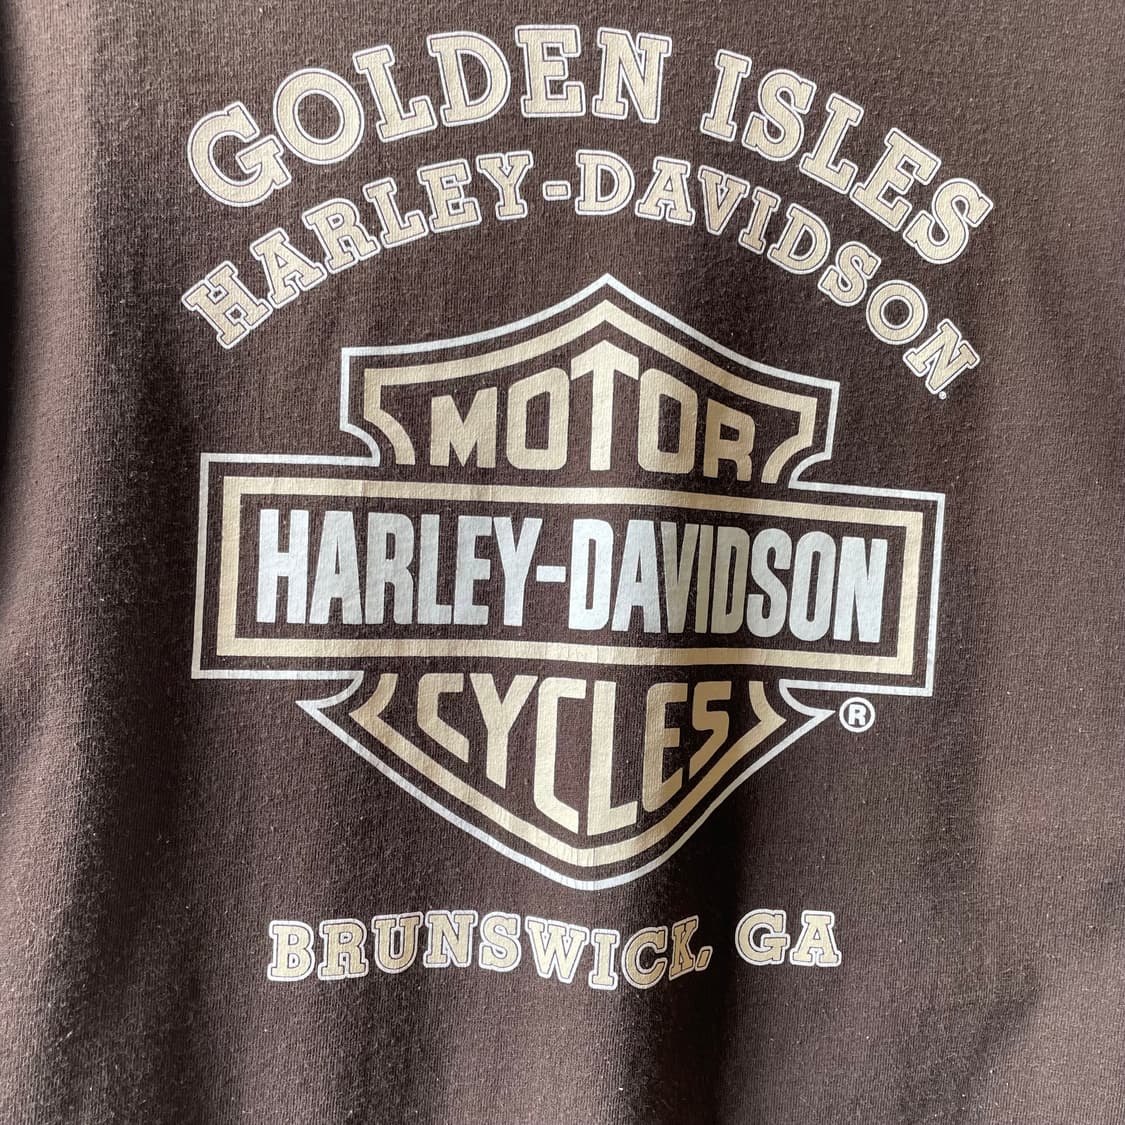 GOLDEN ISLES
HARLEY-DAVIDSON
MOTOR
HARLEY-DAVIDSON
CYCLES
®
BRUNSWICK, GA